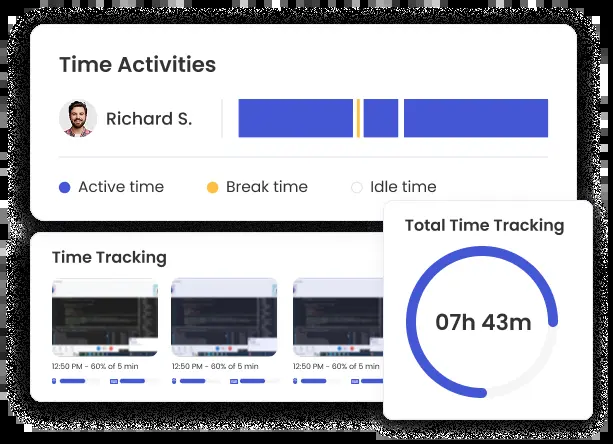 Time Activities
Richard S.
Active time
Break time
Idle time
Total Time Tracking
07h 43m
Time Tracking
12:50 PM - 60% of 5 min
12:50 PM - 60% of 5 min
12:50 PM - 60% of 5 min